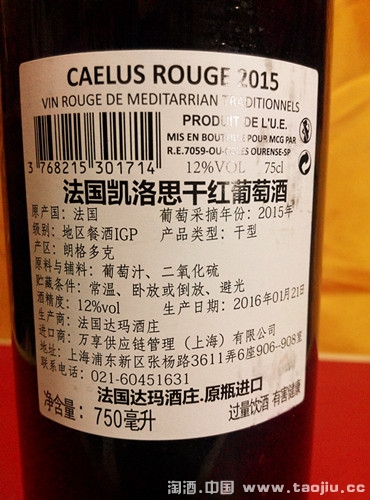 CAELUS ROUGE 2015
VIN ROUGE DE MEDITARRIAN TRADITIONNELS
PRODUIT DE L'U.E.
MIS EN BOUTEILLE POUR MCG PAR
R.E.7059-OU- ES OURENSE-SP
3 768215 301714
12%VOL 75cl
法国凯洛思干红葡萄酒
原产国：法国 葡萄采摘年份：2015年
级别：地区餐酒IGP 产品类型：干型
产区：朗格多克
原料与辅料：葡萄汁、二氧化硫
贮藏条件：常温、卧放或倒放、避光
酒精度：12%vol 生产日期：2016年01月21日
生产商：法国达玛酒庄
进口商：万享供应链管理（上海）有限公司
地址：上海浦东新区张杨路3611弄6座906-908室
联系电话：021-60451631
法国达玛酒庄.原瓶进口
净含量：750毫升 过量饮酒 有害健康
淘酒.中国 www.taojiu.cc